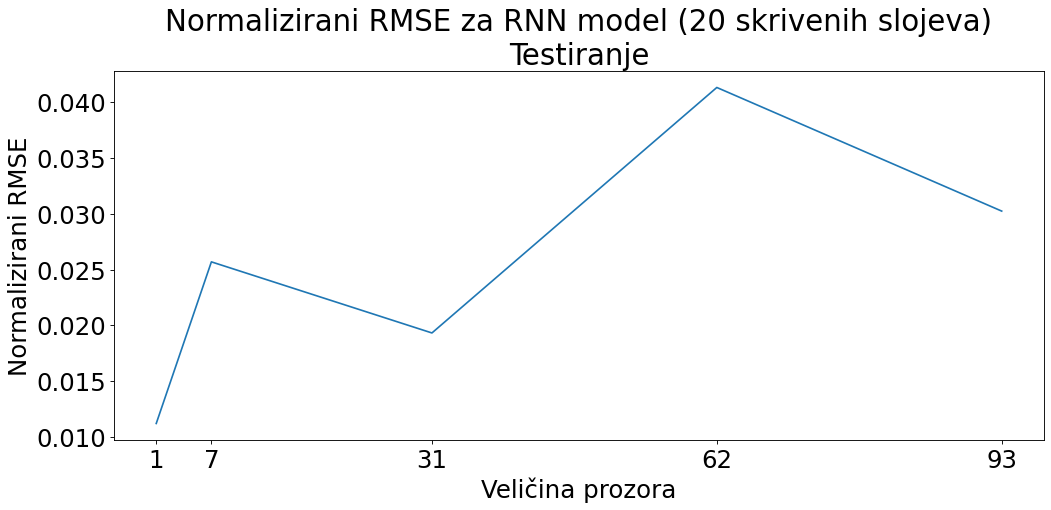 Normalizirani RMSE za RNN model (20 skrivenih slojeva)
Testiranje
Normalizirani RMSE
0.040
0.035
0.030
0.025
0.020
0.015
0.010
1 7 31 62 93
Veličina prozora